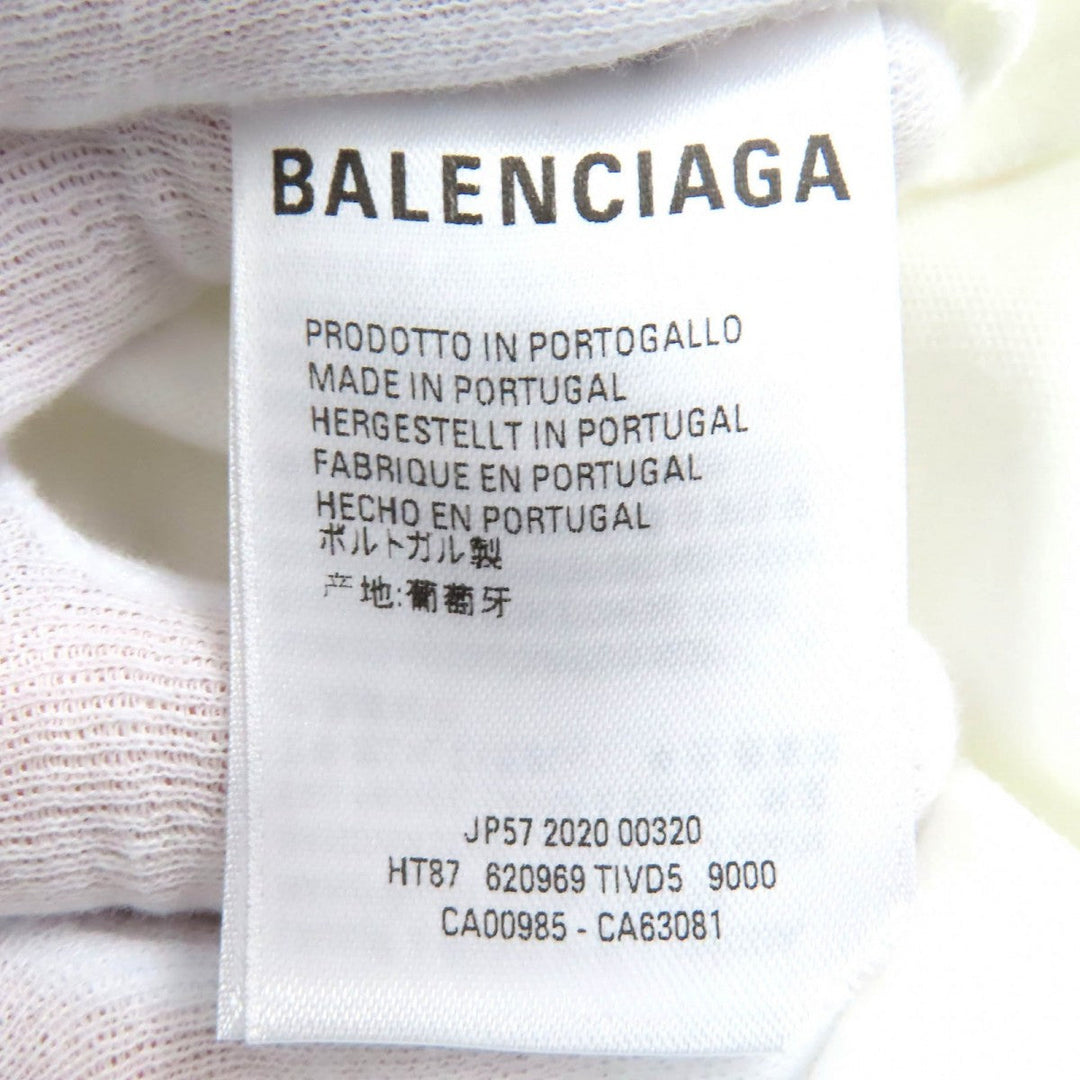 BALENCIAGA
PRODOTTO IN PORTOGALLO
MADE IN PORTUGAL
HERGESTELLT IN PORTUGAL
FABRIQUE EN PORTUGAL
HECHO EN PORTUGAL
ポルトガル製
产地:葡萄牙
JP57 2020 00320
HT87 620969 TIVD5 9000
CA00985 - CA63081